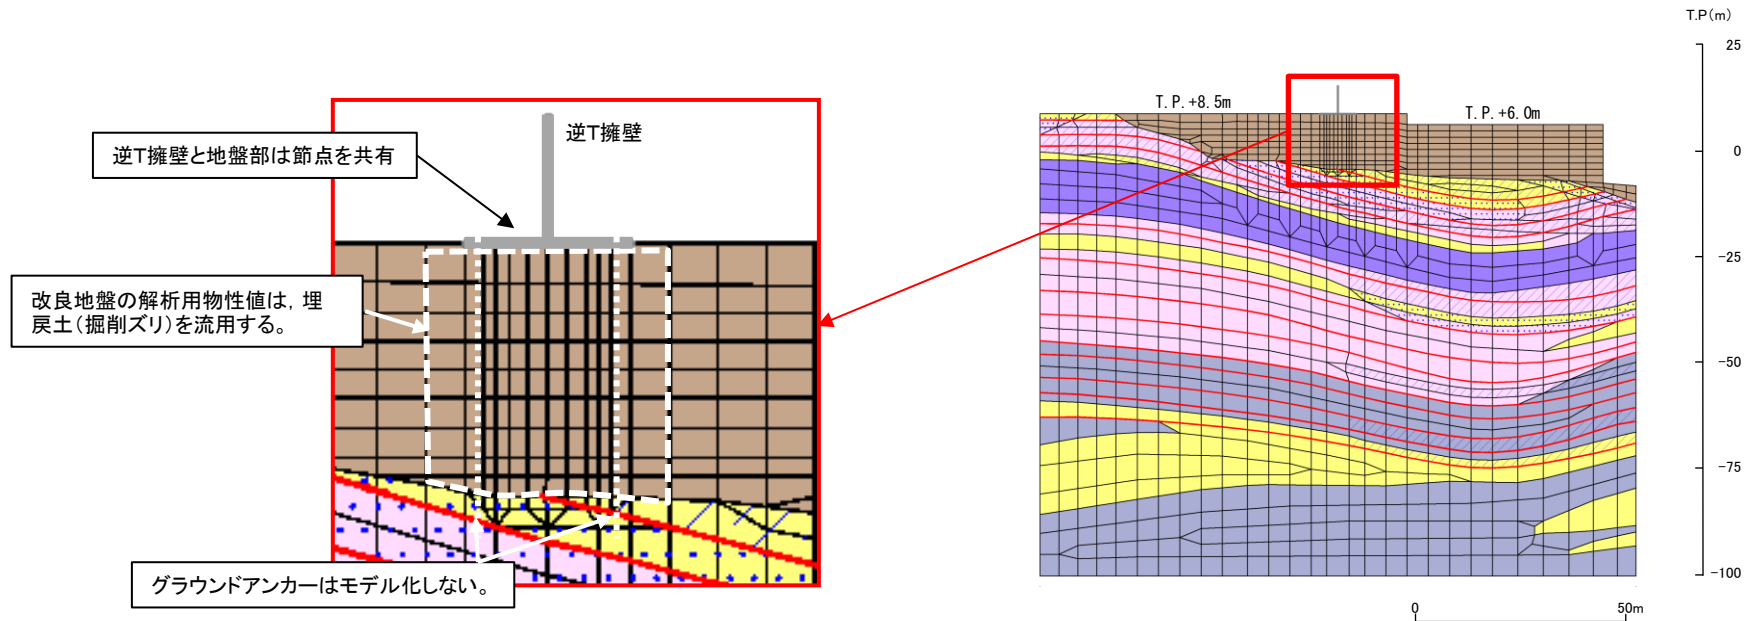 逆T擁壁と地盤部は節点を共有
逆T擁壁
改良地盤の解析用物性値は，埋
戻土（掘削ズリ）を流用する。
グラウンドアンカーはモデル化しない。
T.P(m)
T.P.+8.5m
T.P.+6.0m
25
0
-25
-50
-75
-100
0
50m